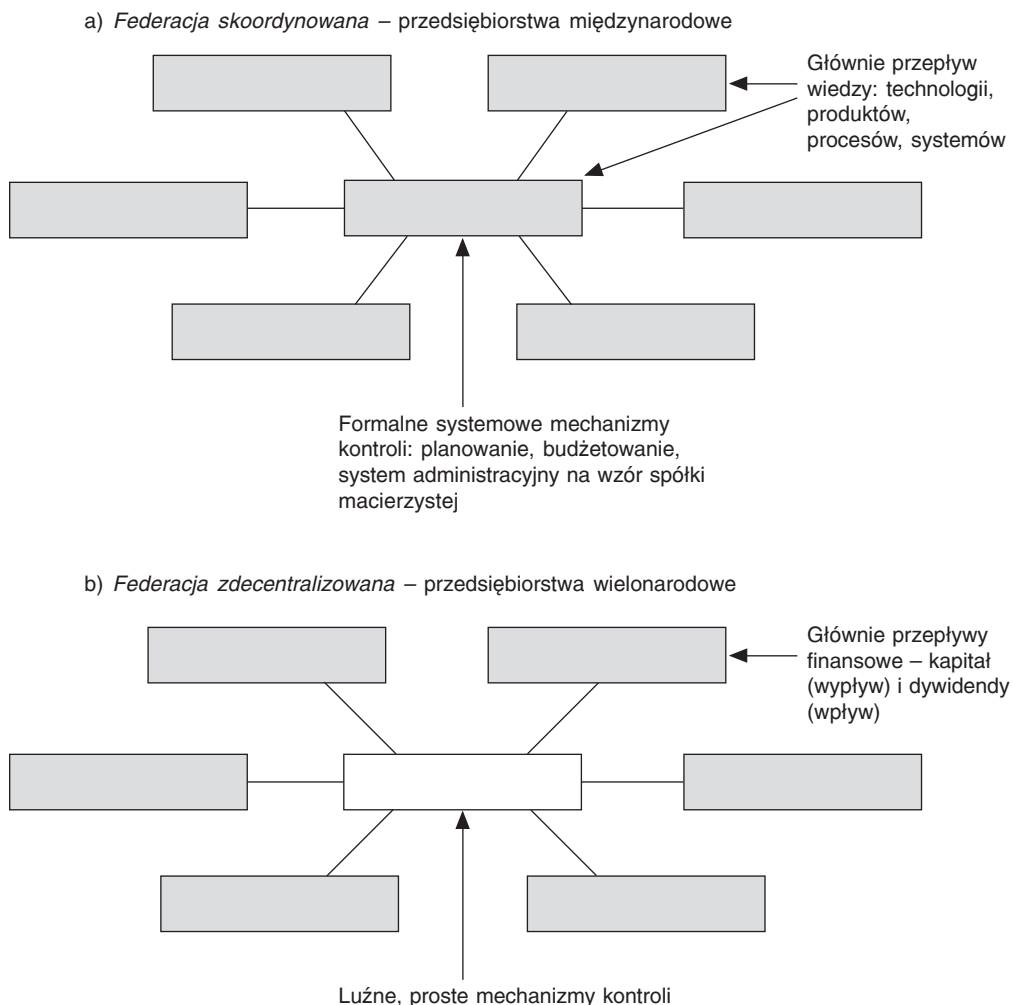 a) Federacja skoordynowana – przedsiębiorstwa międzynarodowe
Głównie przepływ
wiedzy: technologii,
produktów,
procesów, systemów
Formalne systemowe mechanizmy
kontroli: planowanie, budżetowanie,
system administracyjny na wzór spółki
macierzystej
b) Federacja zdecentralizowana – przedsiębiorstwa wielonarodowe
Głównie przepływy
finansowe – kapitał
(wypływ) i dywidendy
(wpływ)
Luźne, proste mechanizmy kontroli